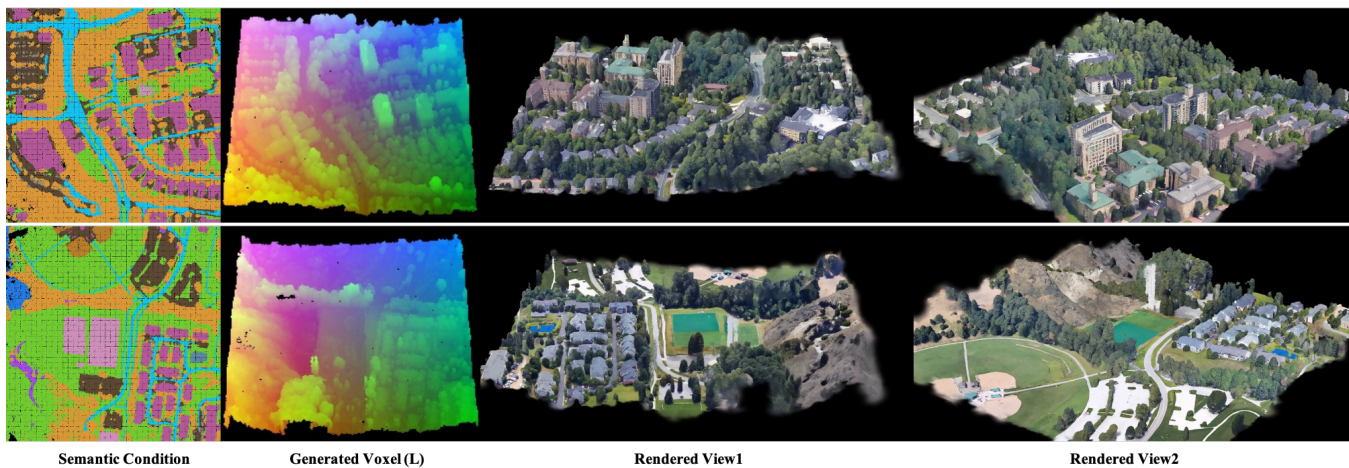 Semantic Condition
Generated Voxel (L)
Rendered View1
Rendered View2